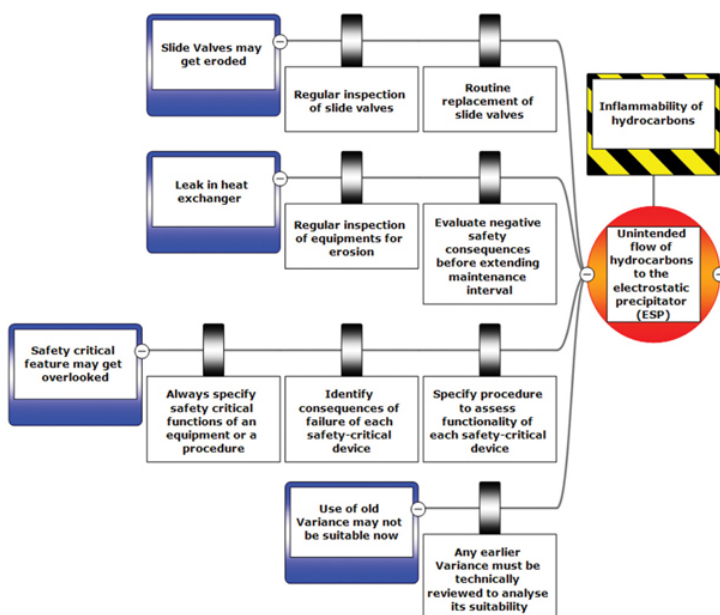 Slide Valves may
get eroded
Regular inspection
of slide valves
Routine
replacement of
slide valves
Inflammability of
hydrocarbons
Leak in heat
exchanger
Regular inspection
of equipments for
erosion
Evaluate negative
safety
consequences
before extending
maintenance
interval
Unintended
flow of
hydrocarbons
to the
electrostatic
precipitator
(ESP)
Safety critical
feature may get
overlooked
Always specify
safety critical
functions of an
equipment or a
procedure
Identify
consequences of
failure of each
safety-critical
device
Specify procedure
to assess
functionality of
each safety-critical
device
Use of old
Variance may not
be suitable now
Any earlier
Variance must be
technically
reviewed to analyse
its suitability